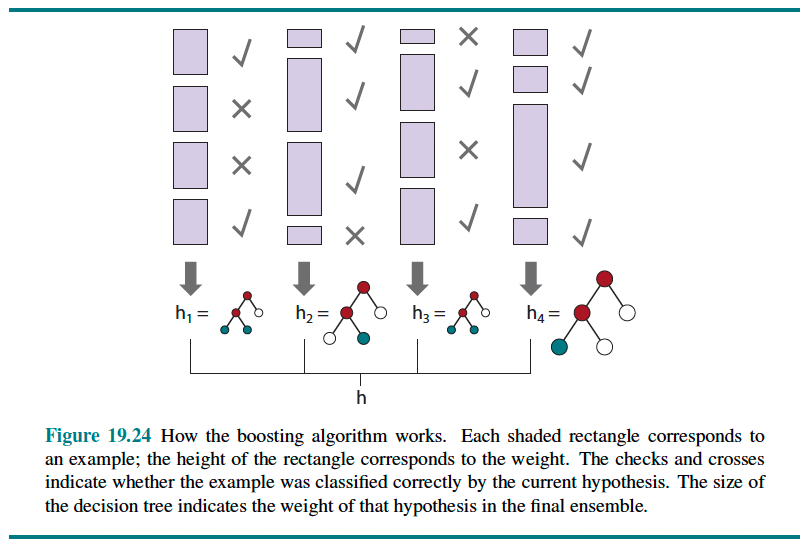 h1 = h2 = h3 = h4 =
h
Figure 19.24 How the boosting algorithm works. Each shaded rectangle corresponds to
an example; the height of the rectangle corresponds to the weight. The checks and crosses
indicate whether the example was classified correctly by the current hypothesis. The size of
the decision tree indicates the weight of that hypothesis in the final ensemble.